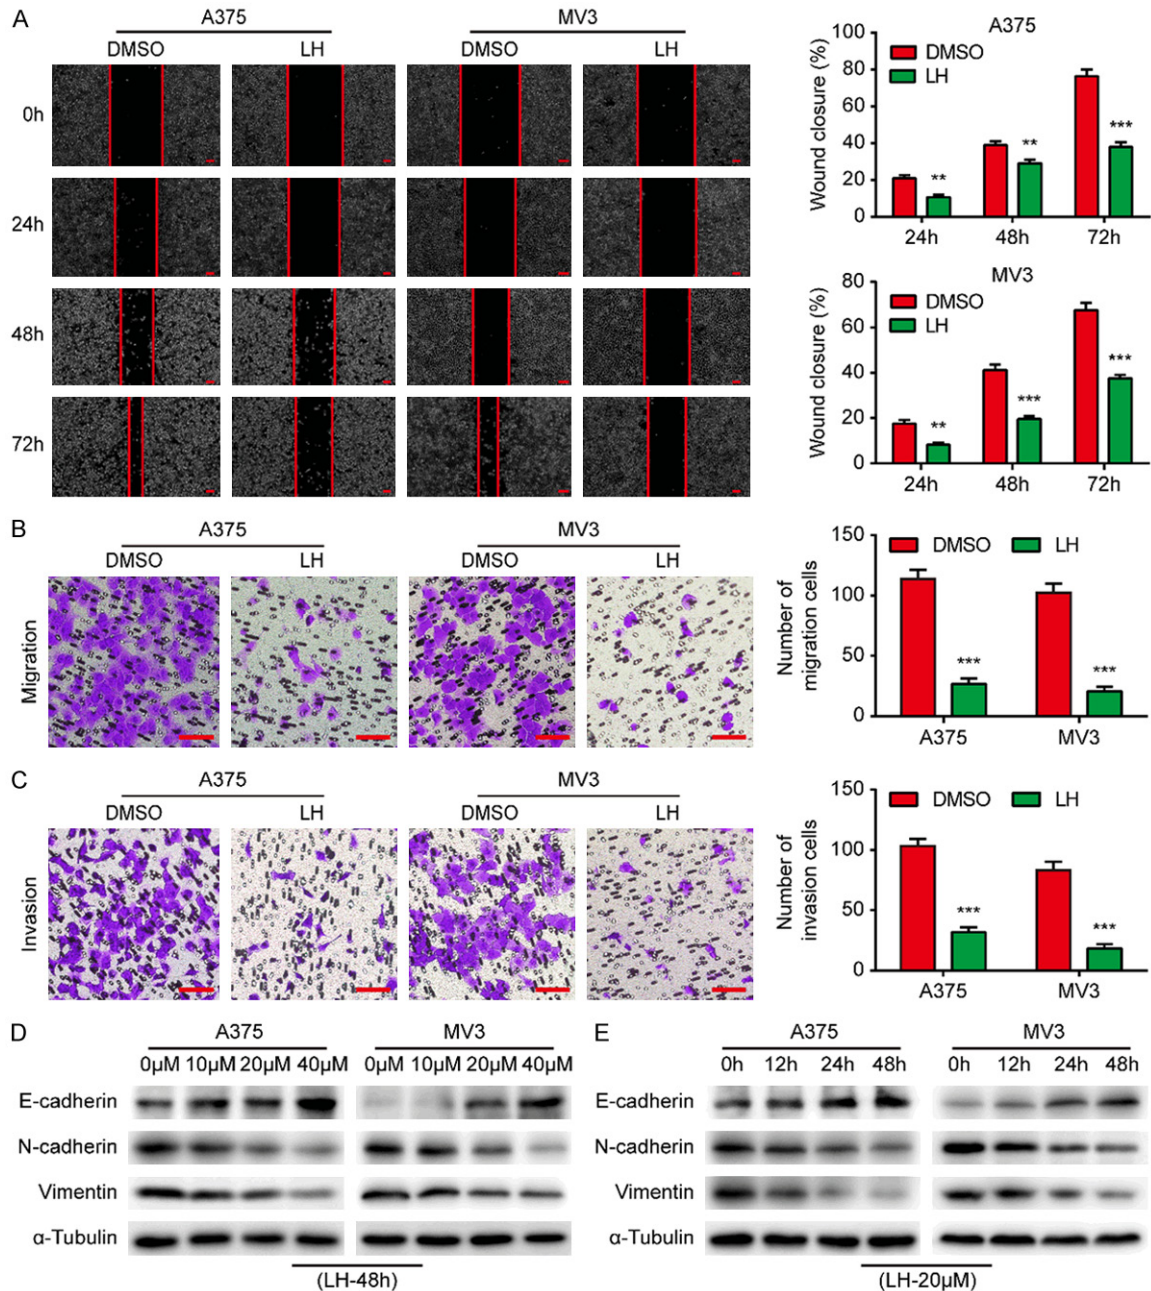 A
A375
MV3
DMSO
LH
DMSO
LH
0h
24h
48h
72h
A375
Wound closure (%)
100
80
60
40
20
0
DMSO
LH
**
**
***
24h
48h
72h
MV3
Wound closure (%)
80
60
40
20
0
DMSO
LH
**
***
***
24h
48h
72h
B
A375
MV3
DMSO
LH
DMSO
LH
Migration
Number of
migration cells
150
100
50
0
DMSO
LH
***
***
A375
MV3
C
A375
MV3
DMSO
LH
DMSO
LH
Invasion
Number of
invasion cells
150
100
50
0
DMSO
LH
***
***
A375
MV3
D
A375
MV3
0μM 10μM 20μM 40μM
0μM 10μM 20μM 40μM
E-cadherin
N-cadherin
Vimentin
α-Tubulin
(LH-48h)
E
A375
MV3
0h 12h 24h 48h
0h 12h 24h 48h
E-cadherin
N-cadherin
Vimentin
α-Tubulin
(LH-20μM)